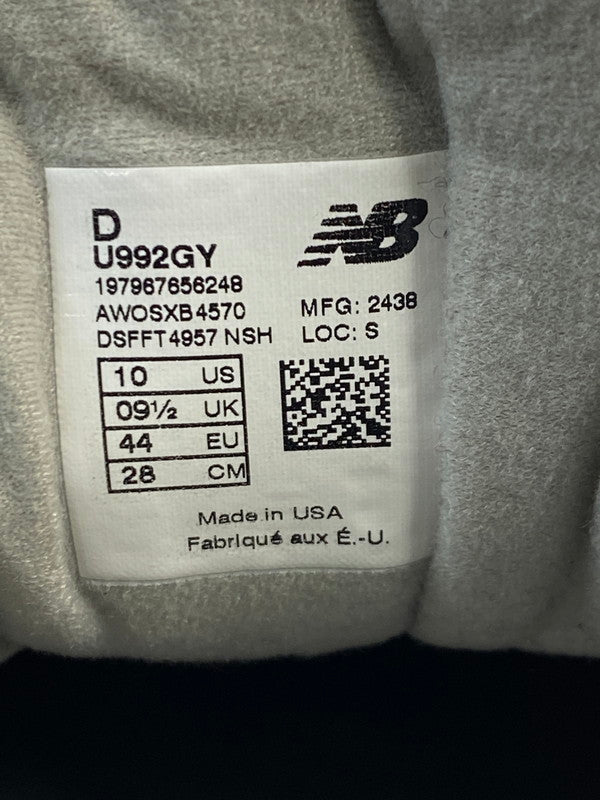 D
U992GY
NB
197967656248
AWOSXB4570
MFG: 2438
DSFFT4957 NSH
LOC: S
10 US
09½ UK
44 EU
28 CM
Made in USA
Fabriqué aux É.-U.